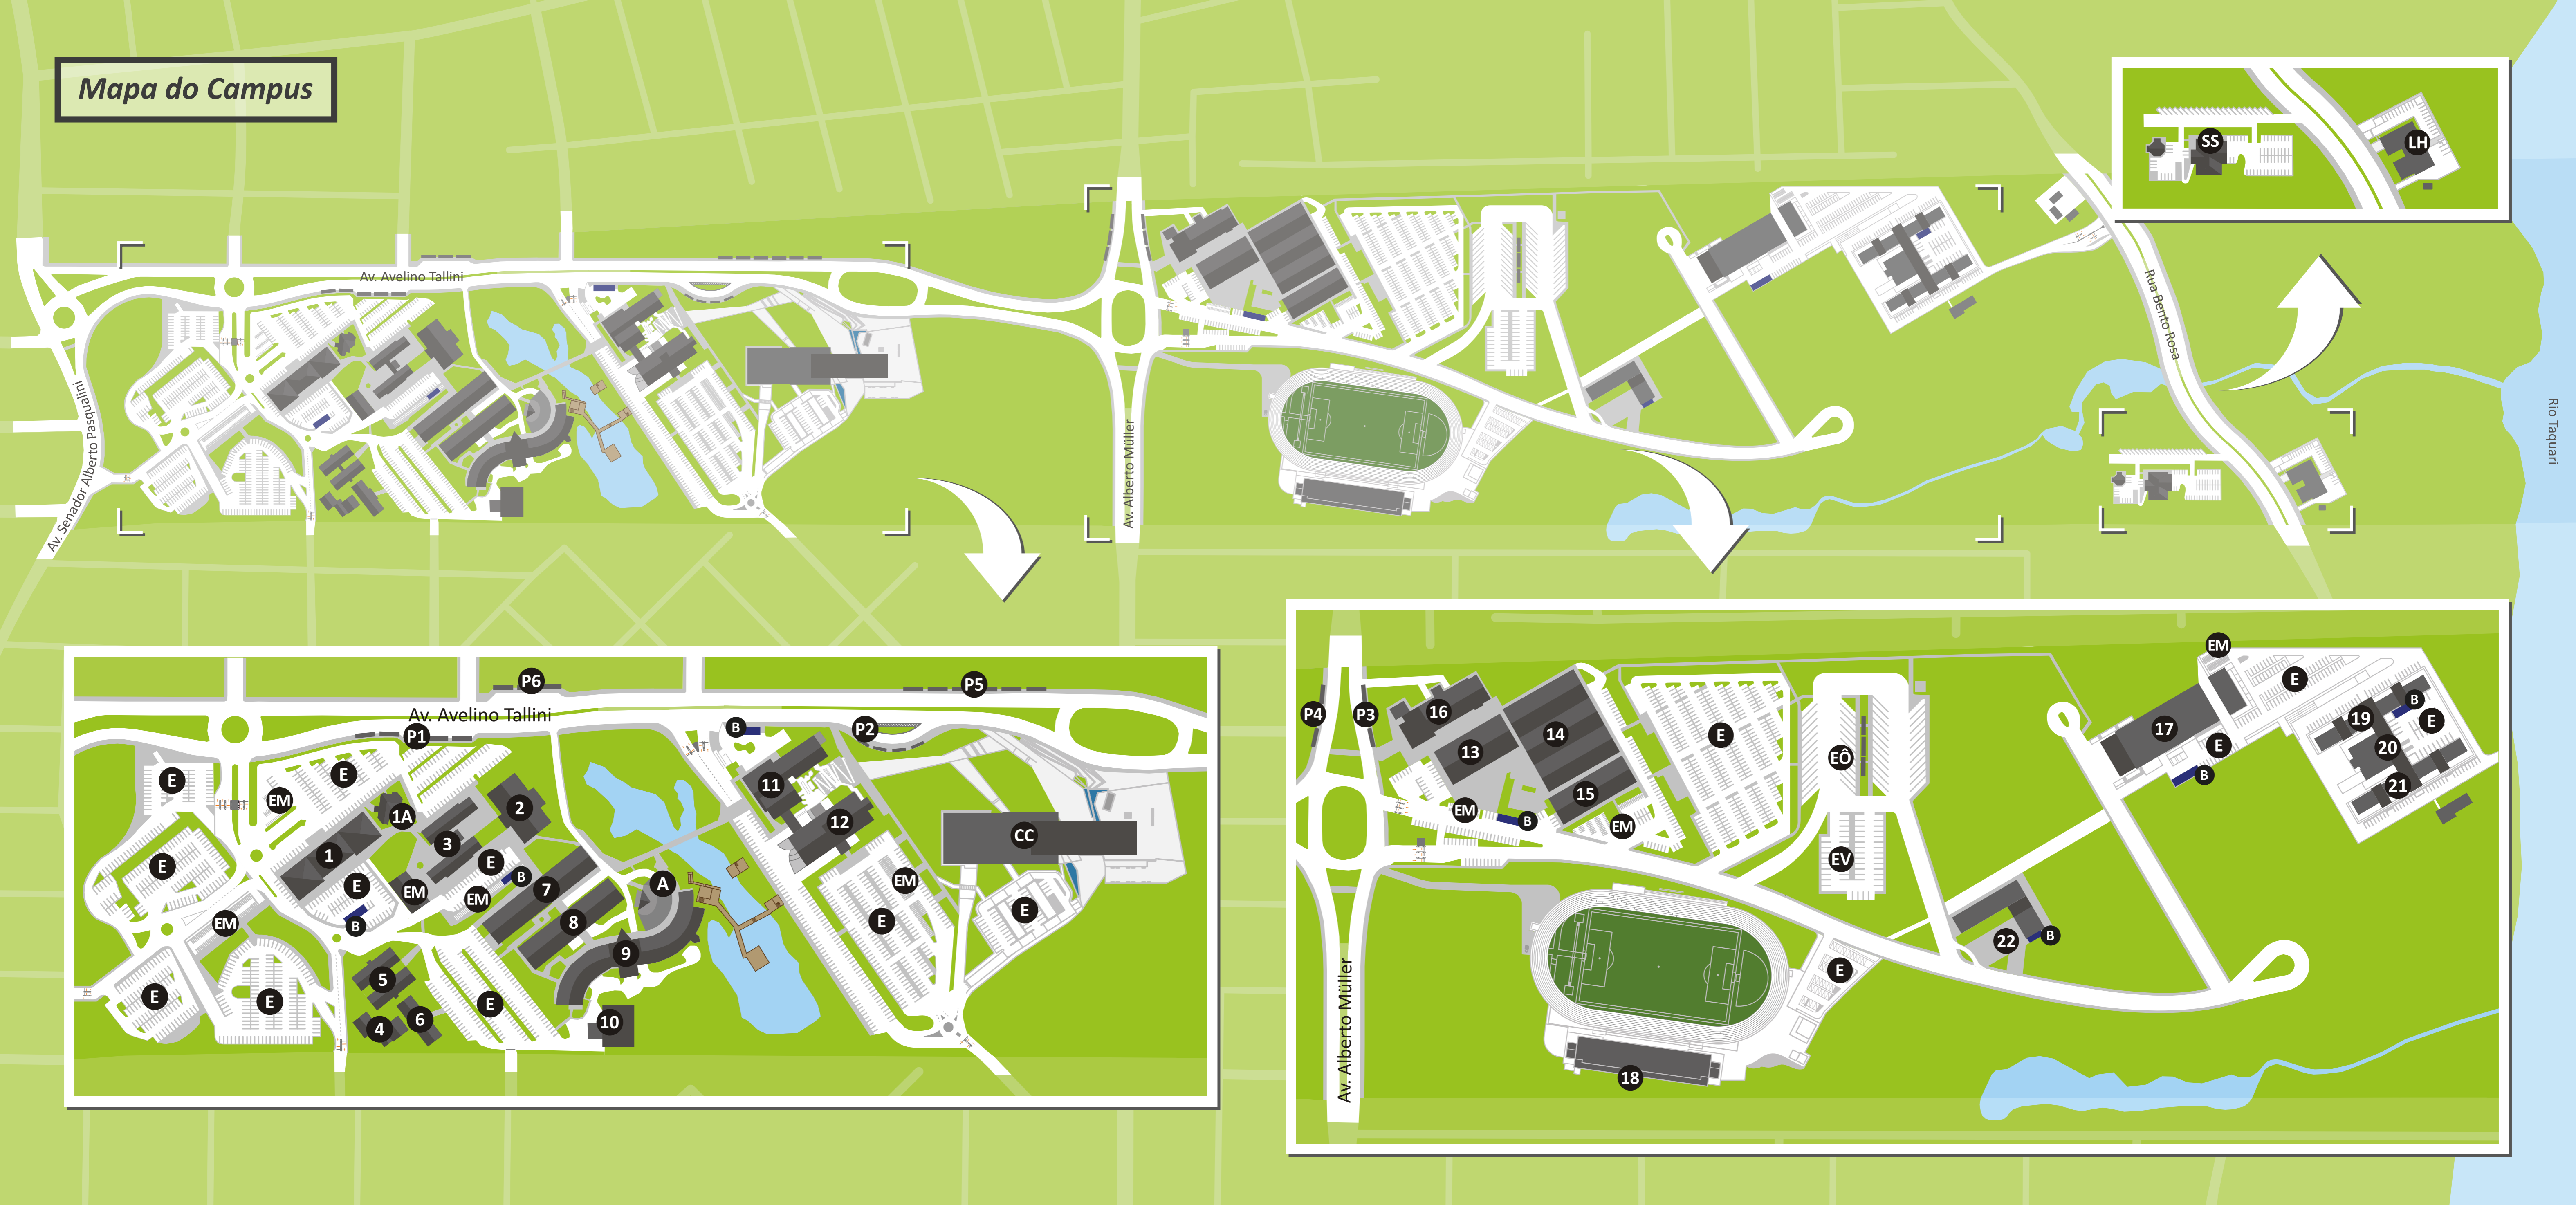 Mapa do Campus
SS
LH
Av. Avelino Tallini
Av. Senador Alberto Pasqualini
Av. Alberto Müller
Rua Bento Rosa
Rio Taquari
P6
P5
Av. Avelino Tallini
P1
B
P2
E
E
EM
1A
2
11
12
CC
3
1
E
E
E
EM
EM
B
7
A
EM
E
E
EM
B
8
9
5
E
E
E
4
6
10
EM
P4
P3
16
13
14
15
E
EÔ
EM
B
EM
EV
17
E
E
B
19
B
E
20
21
22
B
E
18
Av. Alberto Müller